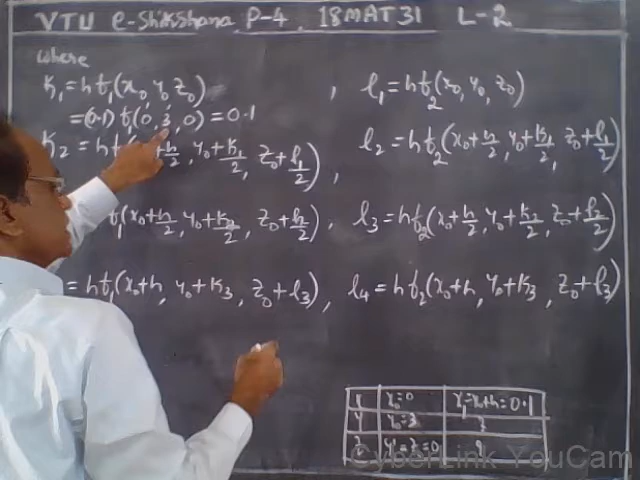 VTU e-Shikshana P-4 18MAT31 L-2
where
K₁ = hf₁(x₀, y₀, z₀) , l₁ = hf₂(x₀, y₀, z₀)
= (0.1) f₁(0, 3, 0) = 0.1
K₂ = hf₁ + h/2, y₀ + K₁/2, z₀ + l₁/2) , l₂ = hf₂(x₀ + h/2, y₀ + K₁/2, z₀ + l₁/2)
f₁(x₀ + h/2, y₀ + K₂/2, z₀ + l₂/2) , l₃ = hf₂(x₀ + h/2, y₀ + K₂/2, z₀ + l₂/2)
= hf₁(x₀ + h, y₀ + K₃, z₀ + l₃) , l₄ = hf₂(x₀ + h, y₀ + K₃, z₀ + l₃)
x x₀ = 0 x₁ = x₀ + h = 0.1
y y₀ = 3 ?
z y' = z = 0 ?
CyberLink YouCam